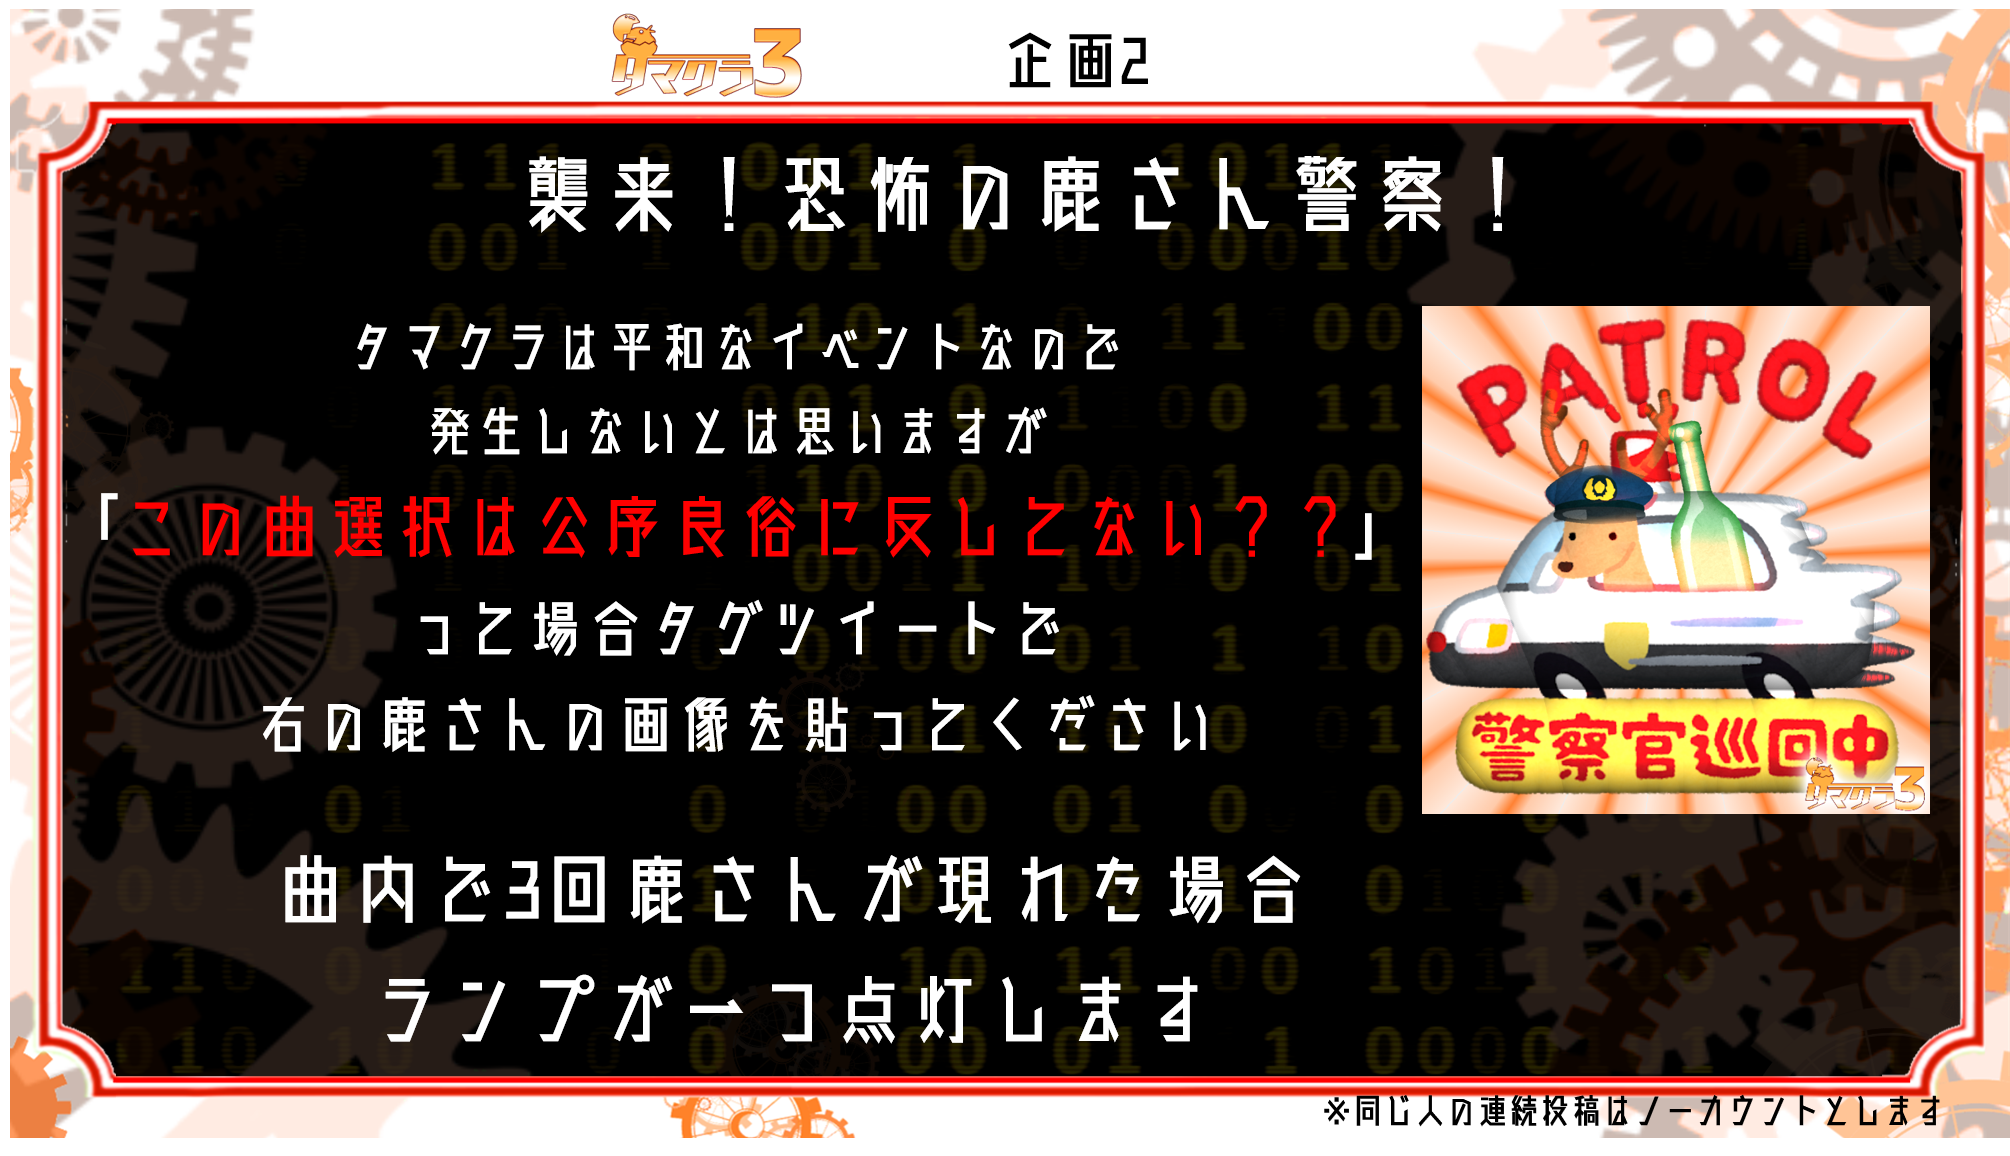 タマクラ3
企画2
襲来！恐怖の鹿さん警察！
タマクラは平和なイベントなので
発生しないとは思いますが
「この曲選択は公序良俗に反してない？？」
って場合タグツイートで
右の鹿さんの画像を貼ってください
PATROL
警察官巡回中
タマクラ3
曲内で3回鹿さんが現れた場合
ランプが一つ点灯します
※同じ人の連続投稿はノーカウントとします